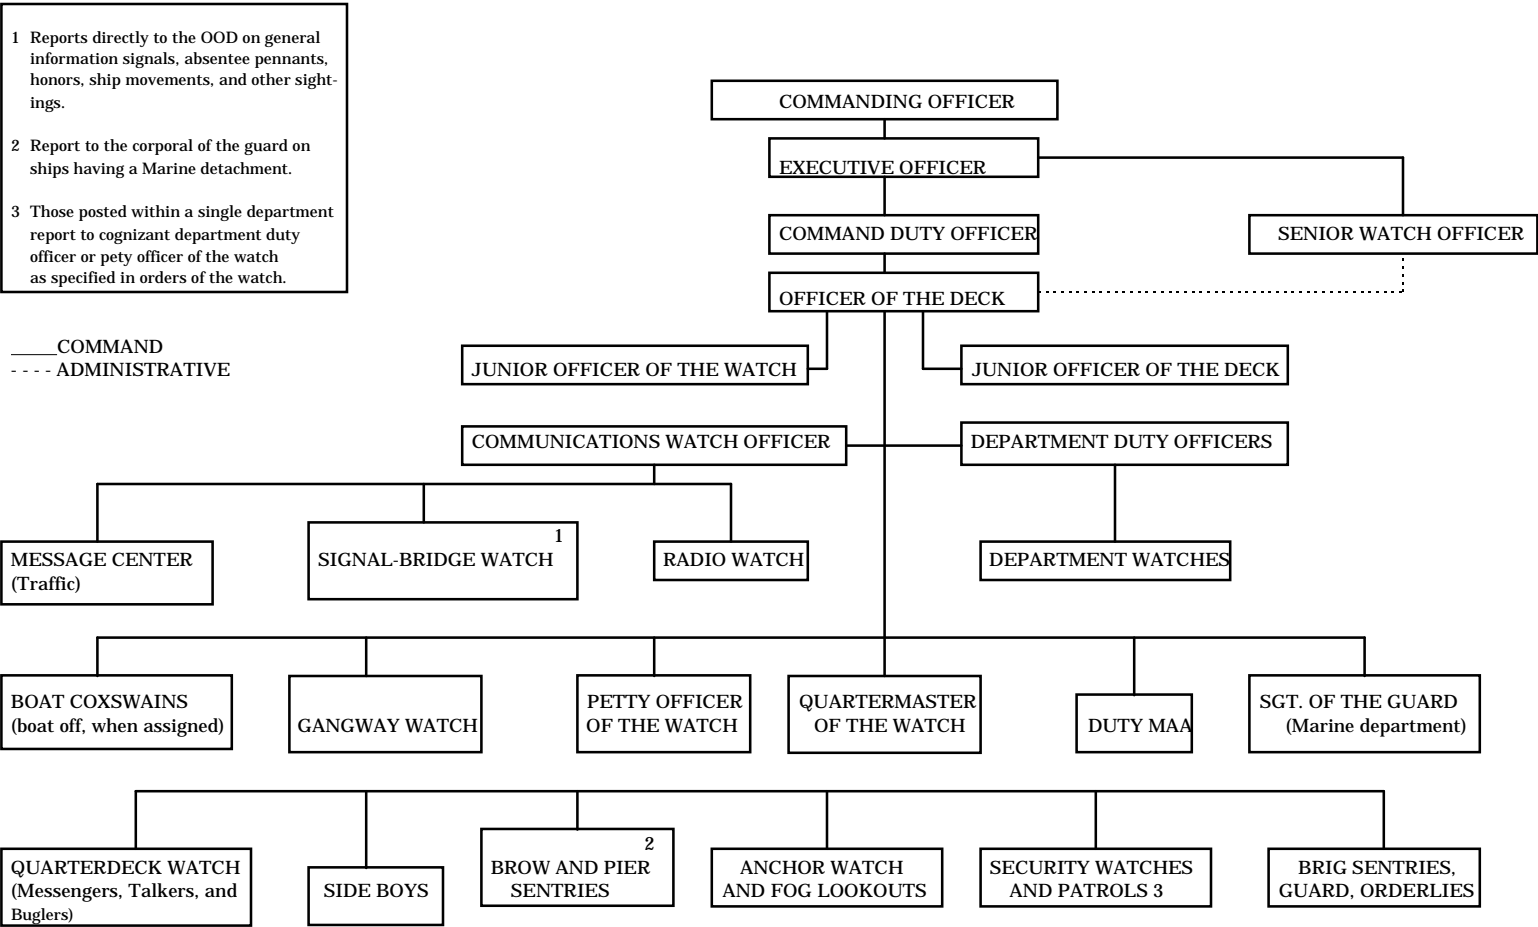 1 Reports directly to the OOD on general
information signals, absentee pennants,
honors, ship movements, and other sight-
ings.
2 Report to the corporal of the guard on
ships having a Marine detachment.
3 Those posted within a single department
report to cognizant department duty
officer or pety officer of the watch
as specified in orders of the watch.
_____COMMAND
- - - - ADMINISTRATIVE
COMMANDING OFFICER
EXECUTIVE OFFICER
COMMAND DUTY OFFICER
SENIOR WATCH OFFICER
OFFICER OF THE DECK
JUNIOR OFFICER OF THE WATCH
JUNIOR OFFICER OF THE DECK
COMMUNICATIONS WATCH OFFICER
DEPARTMENT DUTY OFFICERS
MESSAGE CENTER
(Traffic)
1
SIGNAL-BRIDGE WATCH
RADIO WATCH
DEPARTMENT WATCHES
BOAT COXSWAINS
(boat off, when assigned)
GANGWAY WATCH
PETTY OFFICER
OF THE WATCH
QUARTERMASTER
OF THE WATCH
DUTY MAA
SGT. OF THE GUARD
(Marine department)
QUARTERDECK WATCH
(Messengers, Talkers, and
Buglers)
SIDE BOYS
2
BROW AND PIER
SENTRIES
ANCHOR WATCH
AND FOG LOOKOUTS
SECURITY WATCHES
AND PATROLS 3
BRIG SENTRIES,
GUARD, ORDERLIES